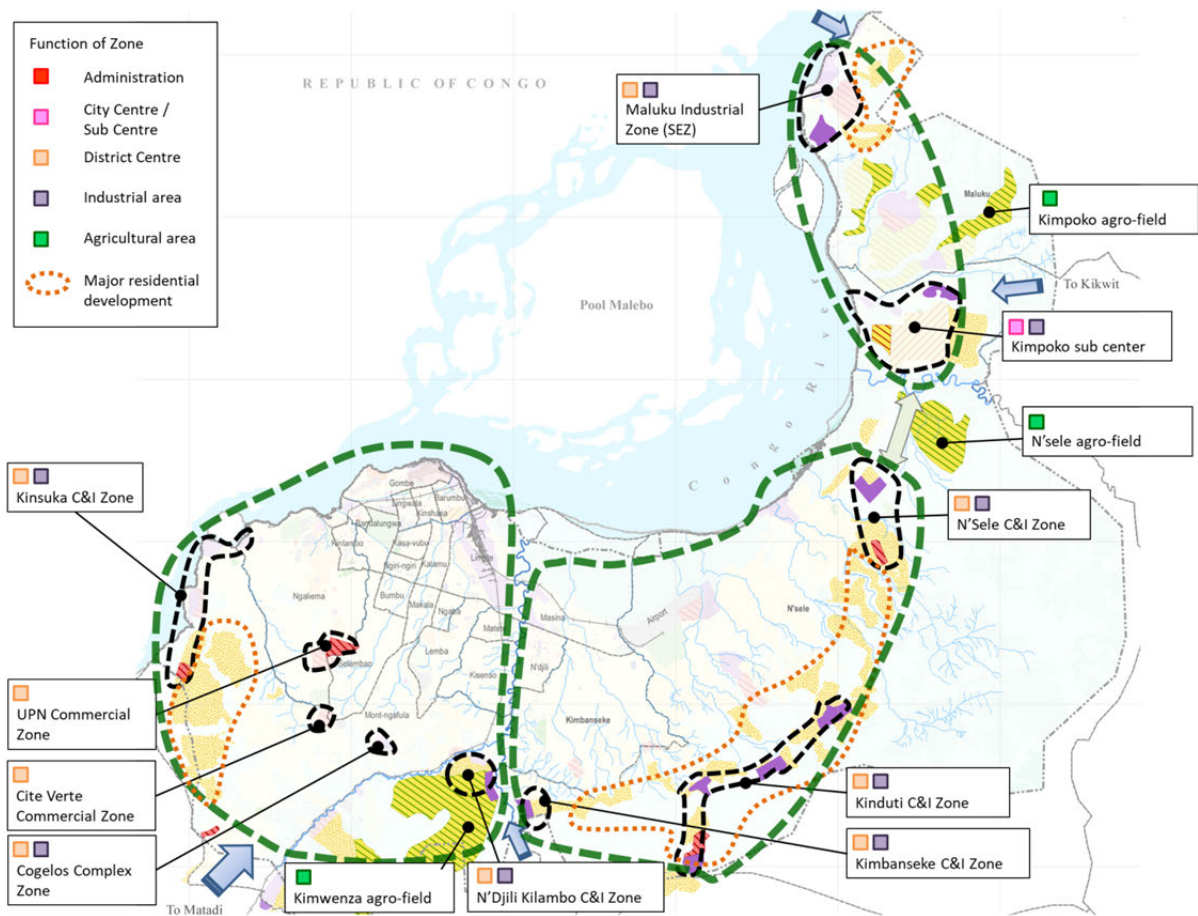 Function of Zone
Administration
City Centre /
Sub Centre
District Centre
Industrial area
Agricultural area
Major residential
development
REPUBLIC OF CONGO
Maluku Industrial
Zone (SEZ)
Maluku
Kimpoko agro-field
To Kikwit
Pool Malebo
Kimpoko sub center
Congo River
N'sele agro-field
Kinsuka C&I Zone
N'Sele C&I Zone
Gombe
Lingwala
Barumbu
Kinshasa
Bandalungwa
Kintambo
Kasa-vubu
Ngiri-ngiri
Kalamu
Limete
Ngaliema
Bumbu
Makala
Ngaba
Matete
Masina
Airport
N'sele
Selembao
Lemba
Kisenso
N'djili
Mont-ngafula
Kimbanseke
UPN Commercial
Zone
Cite Verte
Commercial Zone
Cogelos Complex
Zone
Kinduti C&I Zone
Kimbanseke C&I Zone
Kimwenza agro-field
N'Djili Kilambo C&I Zone
To Matadi